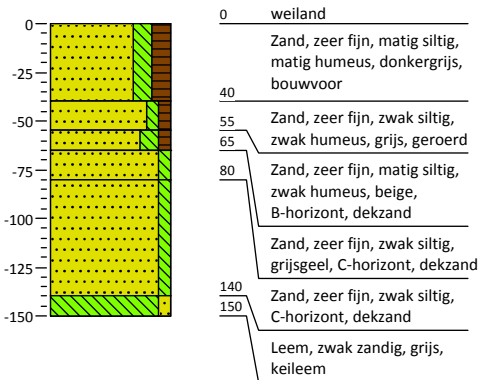 0
-25
-50
-75
-100
-125
-150
0 weiland
Zand, zeer fijn, matig siltig,
matig humeus, donkergrijs,
bouwvoor
40
Zand, zeer fijn, zwak siltig,
zwak humeus, grijs, geroerd
55
65
Zand, zeer fijn, matig siltig,
zwak humeus, beige,
B-horizont, dekzand
80
Zand, zeer fijn, zwak siltig,
grijsgeel, C-horizont, dekzand
140
Zand, zeer fijn, zwak siltig,
C-horizont, dekzand
150
Leem, zwak zandig, grijs,
keileem